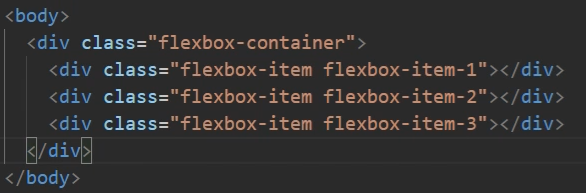 <body>
<div class="flexbox-container">
<div class="flexbox-item flexbox-item-1"></div>
<div class="flexbox-item flexbox-item-2"></div>
<div class="flexbox-item flexbox-item-3"></div>
</div>
</body>